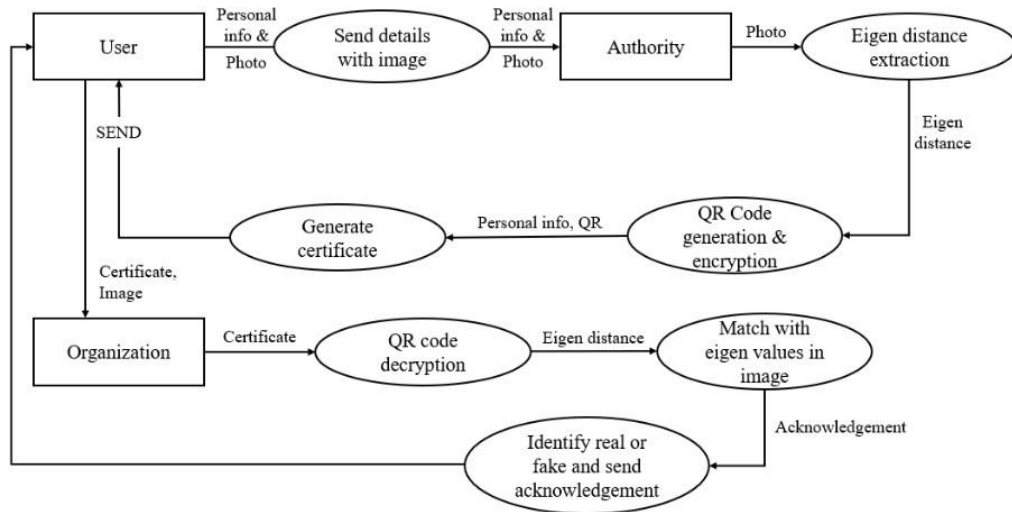 User
Personal
info &
Photo
Send details
with image
Personal
info &
Photo
Authority
Photo
Eigen distance
extraction
SEND
Eigen
distance
Generate
certificate
Personal info, QR
QR Code
generation &
encryption
Certificate,
Image
Organization
Certificate
QR code
decryption
Eigen distance
Match with
eigen values in
image
Acknowledgement
Identify real or
fake and send
acknowledgement